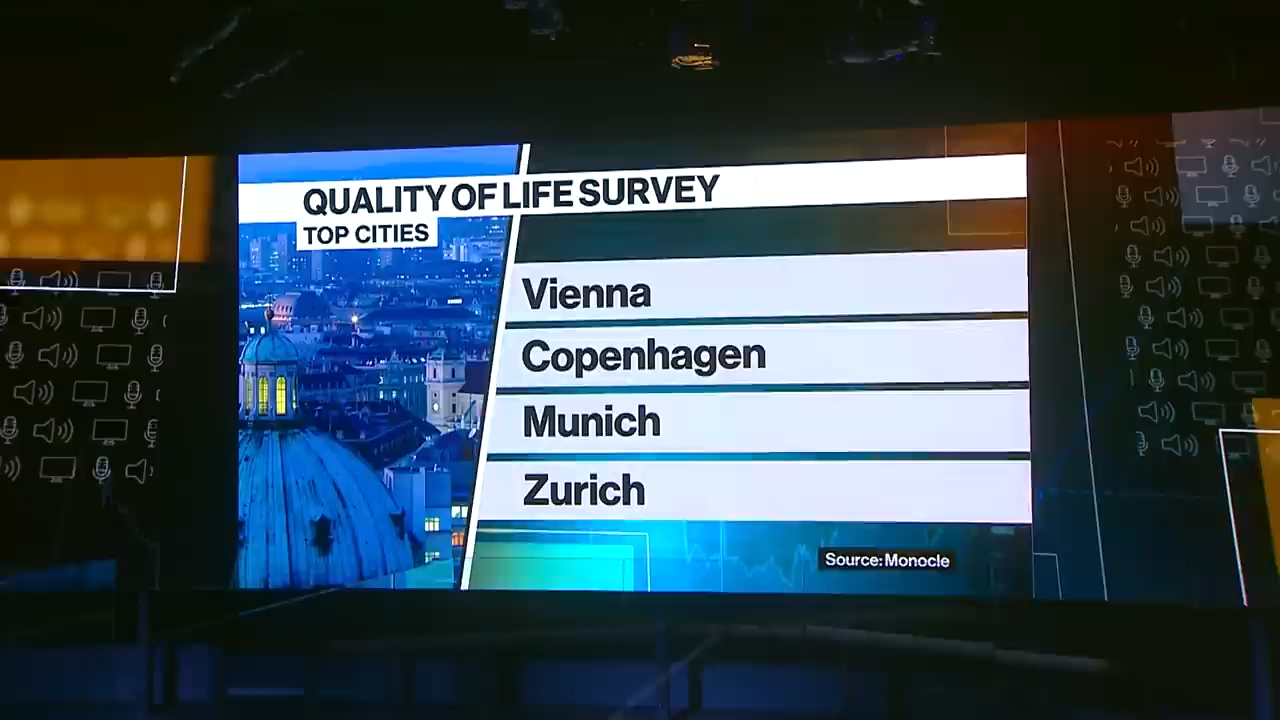 QUALITY OF LIFE SURVEY
TOP CITIES
Vienna
Copenhagen
Munich
Zurich
Source: Monocle